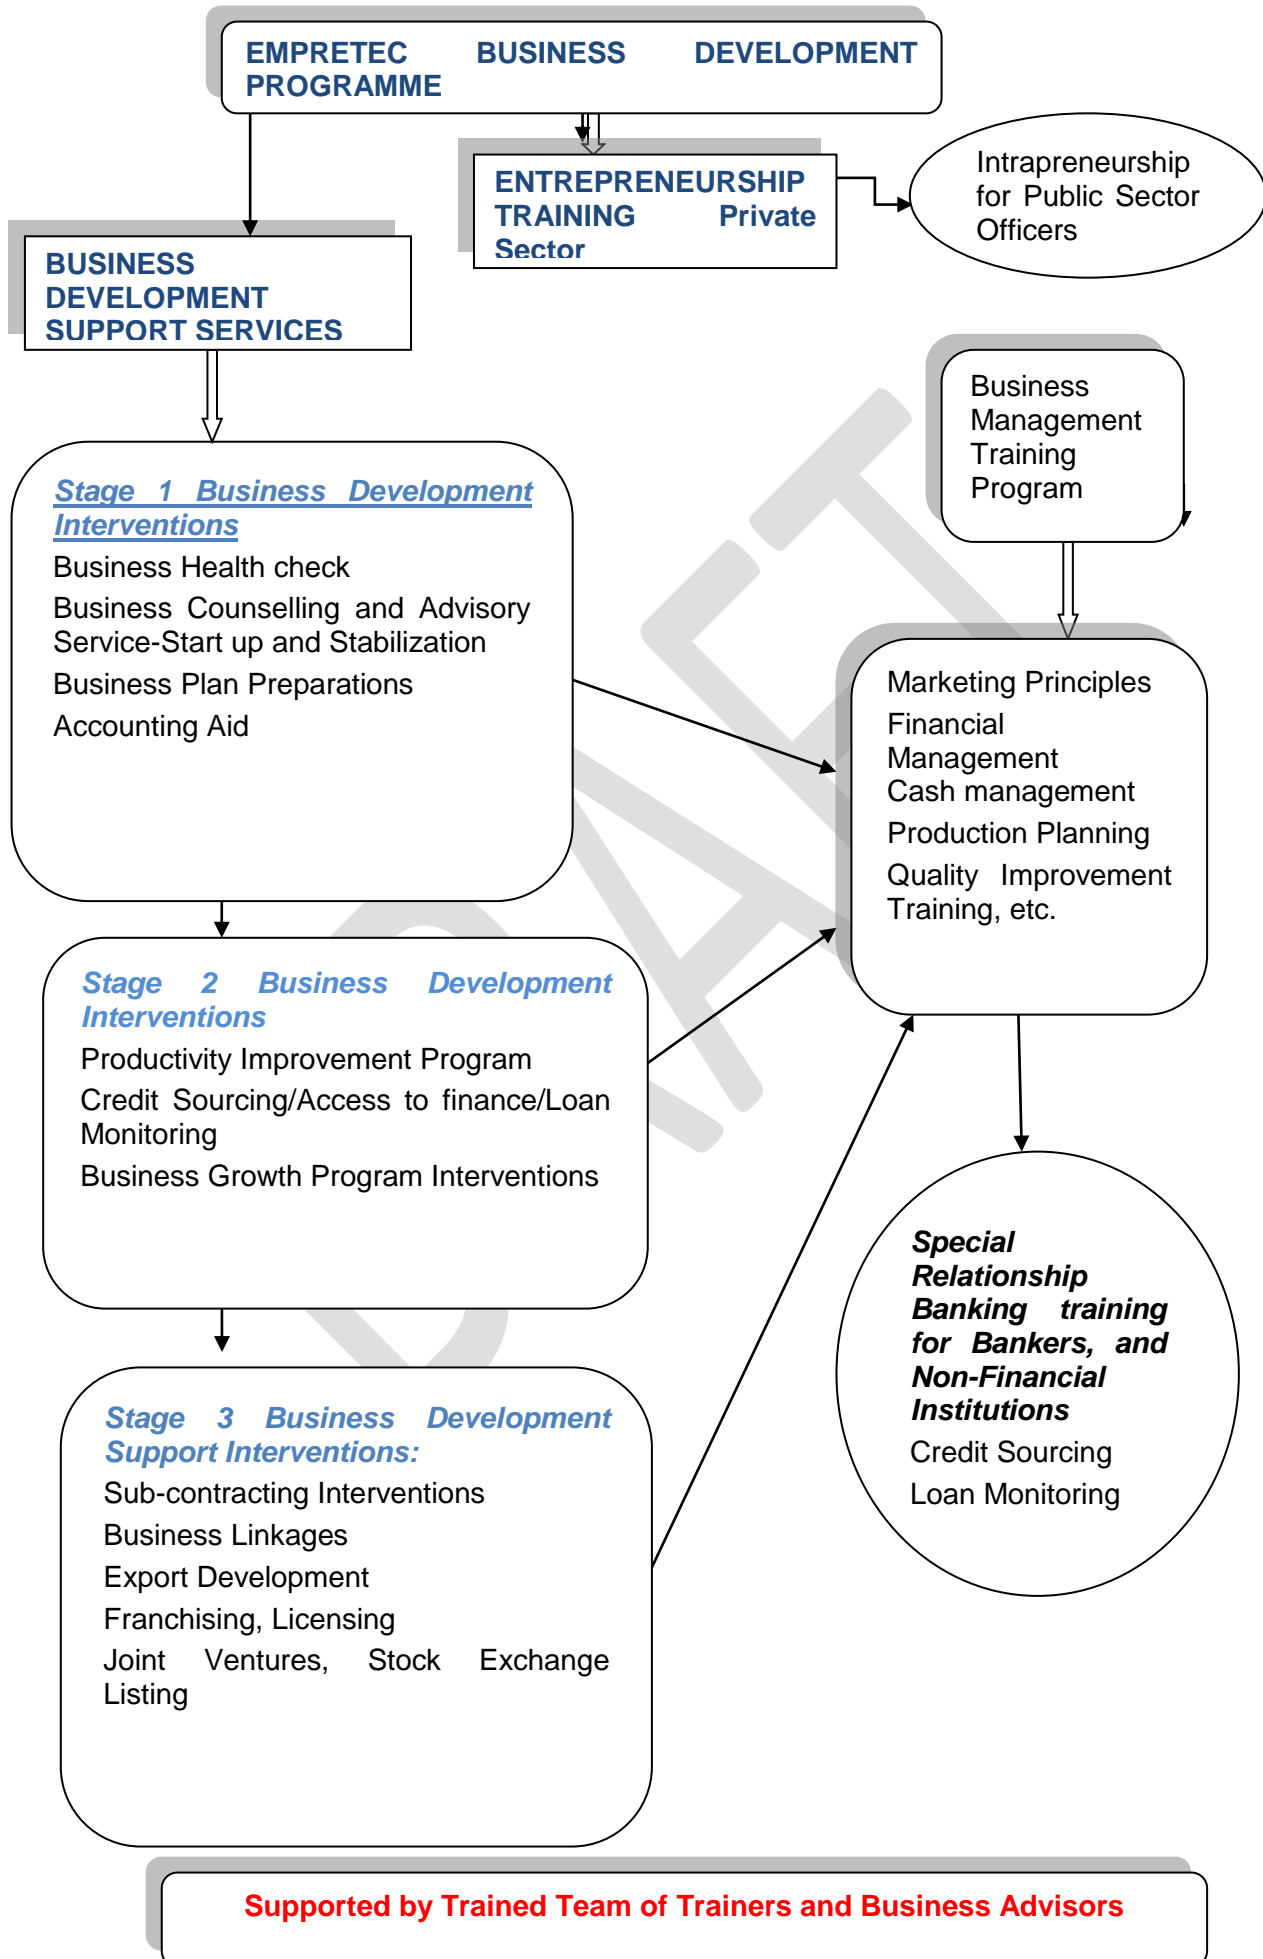 EMPRETEC BUSINESS DEVELOPMENT
PROGRAMME
ENTREPRENEURSHIP
TRAINING Private
Sector
Intrapreneurship
for Public Sector
Officers
BUSINESS
DEVELOPMENT
SUPPORT SERVICES
Business
Management
Training
Program
Stage 1 Business Development
Interventions
Business Health check
Business Counselling and Advisory
Service-Start up and Stabilization
Business Plan Preparations
Accounting Aid
Marketing Principles
Financial
Management
Cash management
Production Planning
Quality Improvement
Training, etc.
Stage 2 Business Development
Interventions
Productivity Improvement Program
Credit Sourcing/Access to finance/Loan
Monitoring
Business Growth Program Interventions
Special
Relationship
Banking training
for Bankers, and
Non-Financial
Institutions
Credit Sourcing
Loan Monitoring
Stage 3 Business Development
Support Interventions:
Sub-contracting Interventions
Business Linkages
Export Development
Franchising, Licensing
Joint Ventures, Stock Exchange
Listing
Supported by Trained Team of Trainers and Business Advisors
DRAFT